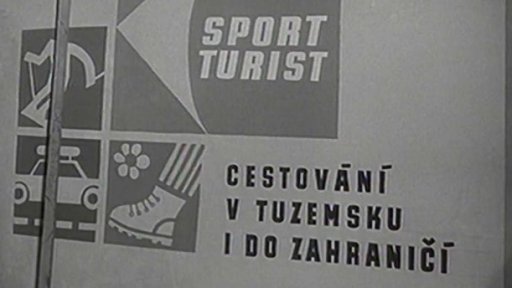 SPORT
TURIST
CESTOVÁNÍ
V TUZEMSKU
I DO ZAHRANIČÍ